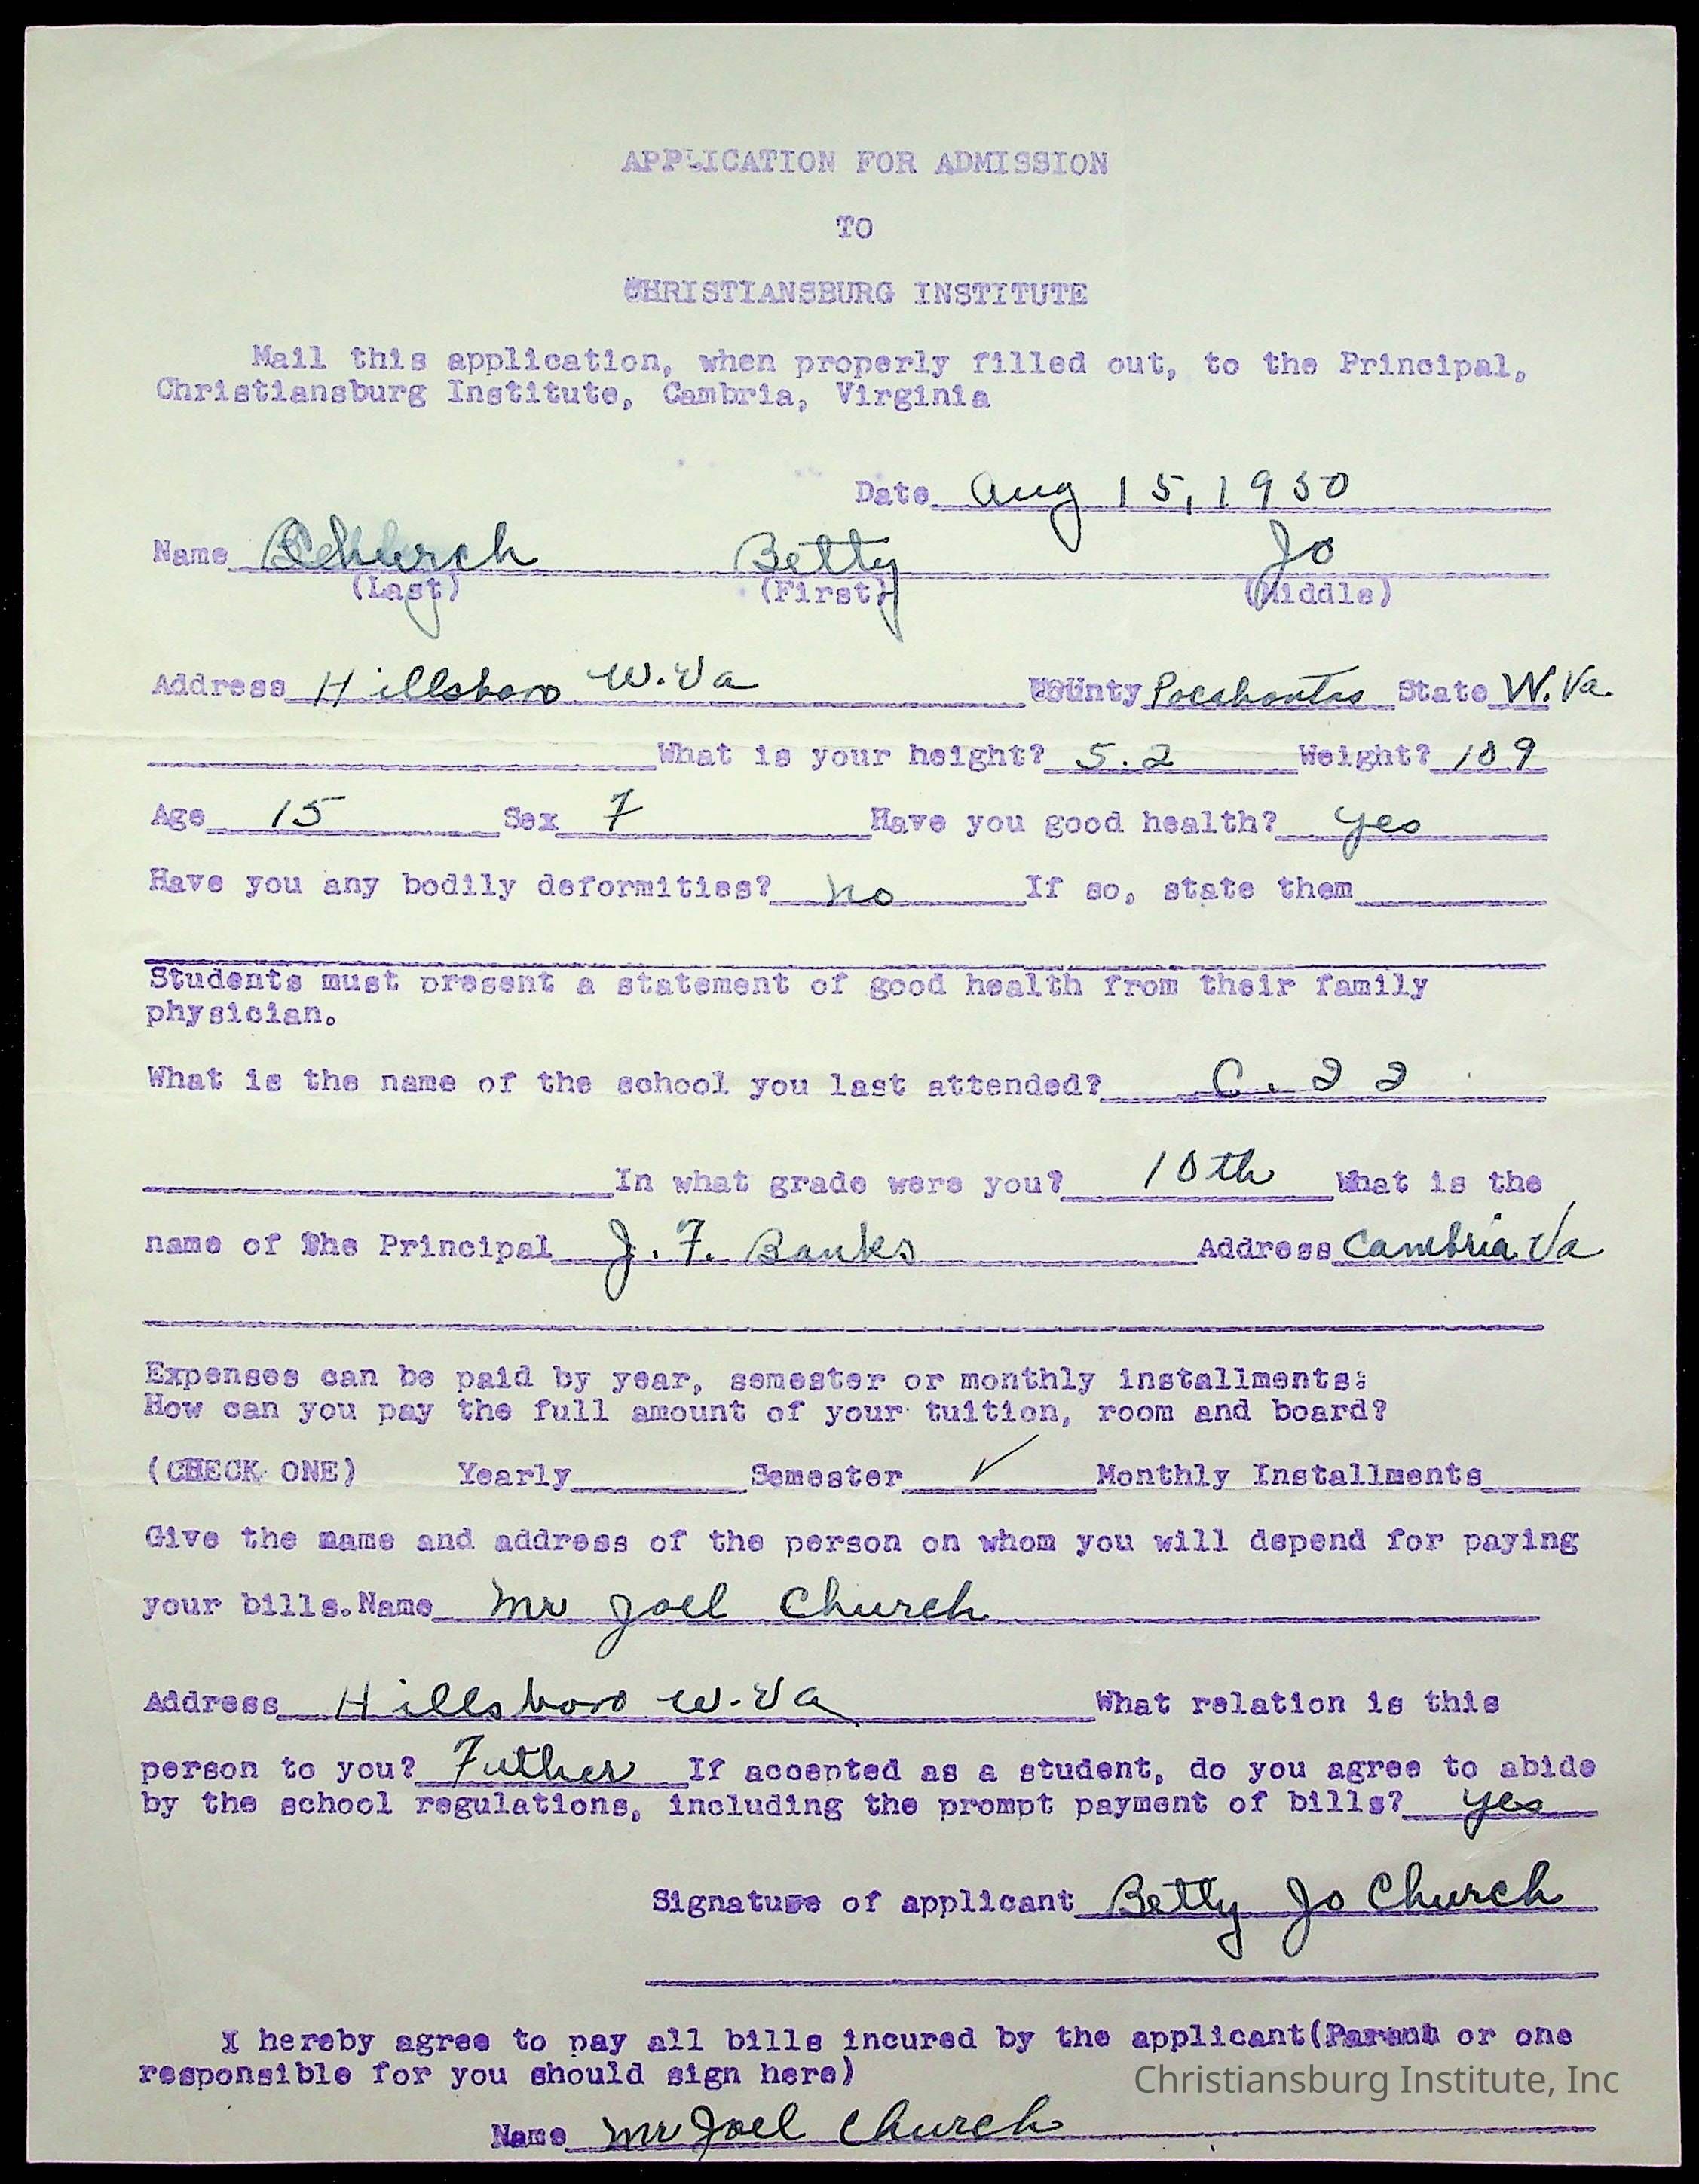 APPLICATION FOR ADMISSION
TO
CHRISTIANSBURG INSTITUTE
Mail this application, when properly filled out, to the Principal,
Christiansburg Institute, Cambria, Virginia
Date Aug 15, 1950
Name Church Betty Jo
(Last) (First) (Middle)
Address Hillsboro W.Va County Pocahontas State W.Va.
What is your height? 5.2 Weight? 109
Age 15 Sex F Have you good health? yes
Have you any bodily deformities? no If so, state them
Students must present a statement of good health from their family
physician.
What is the name of the school you last attended? C.
In what grade were you? 10th What is the
name of the Principal J. F. Banks Address Cambria Va
Expenses can be paid by year, semester or monthly installments:
How can you pay the full amount of your tuition, room and board?
(CHECK ONE) Yearly Semester ✓ Monthly Installments
Give the name and address of the person on whom you will depend for paying
your bills. Name Mr Joel Church
Address Hillsboro W.Va What relation is this
person to you? Futher If accepted as a student, do you agree to abide
by the school regulations, including the prompt payment of bills? yes
Signature of applicant Betty Jo Church
I hereby agree to pay all bills incured by the applicant(Parent or one
responsible for you should sign here)
Christiansburg Institute, Inc
Name Mr Joel Church